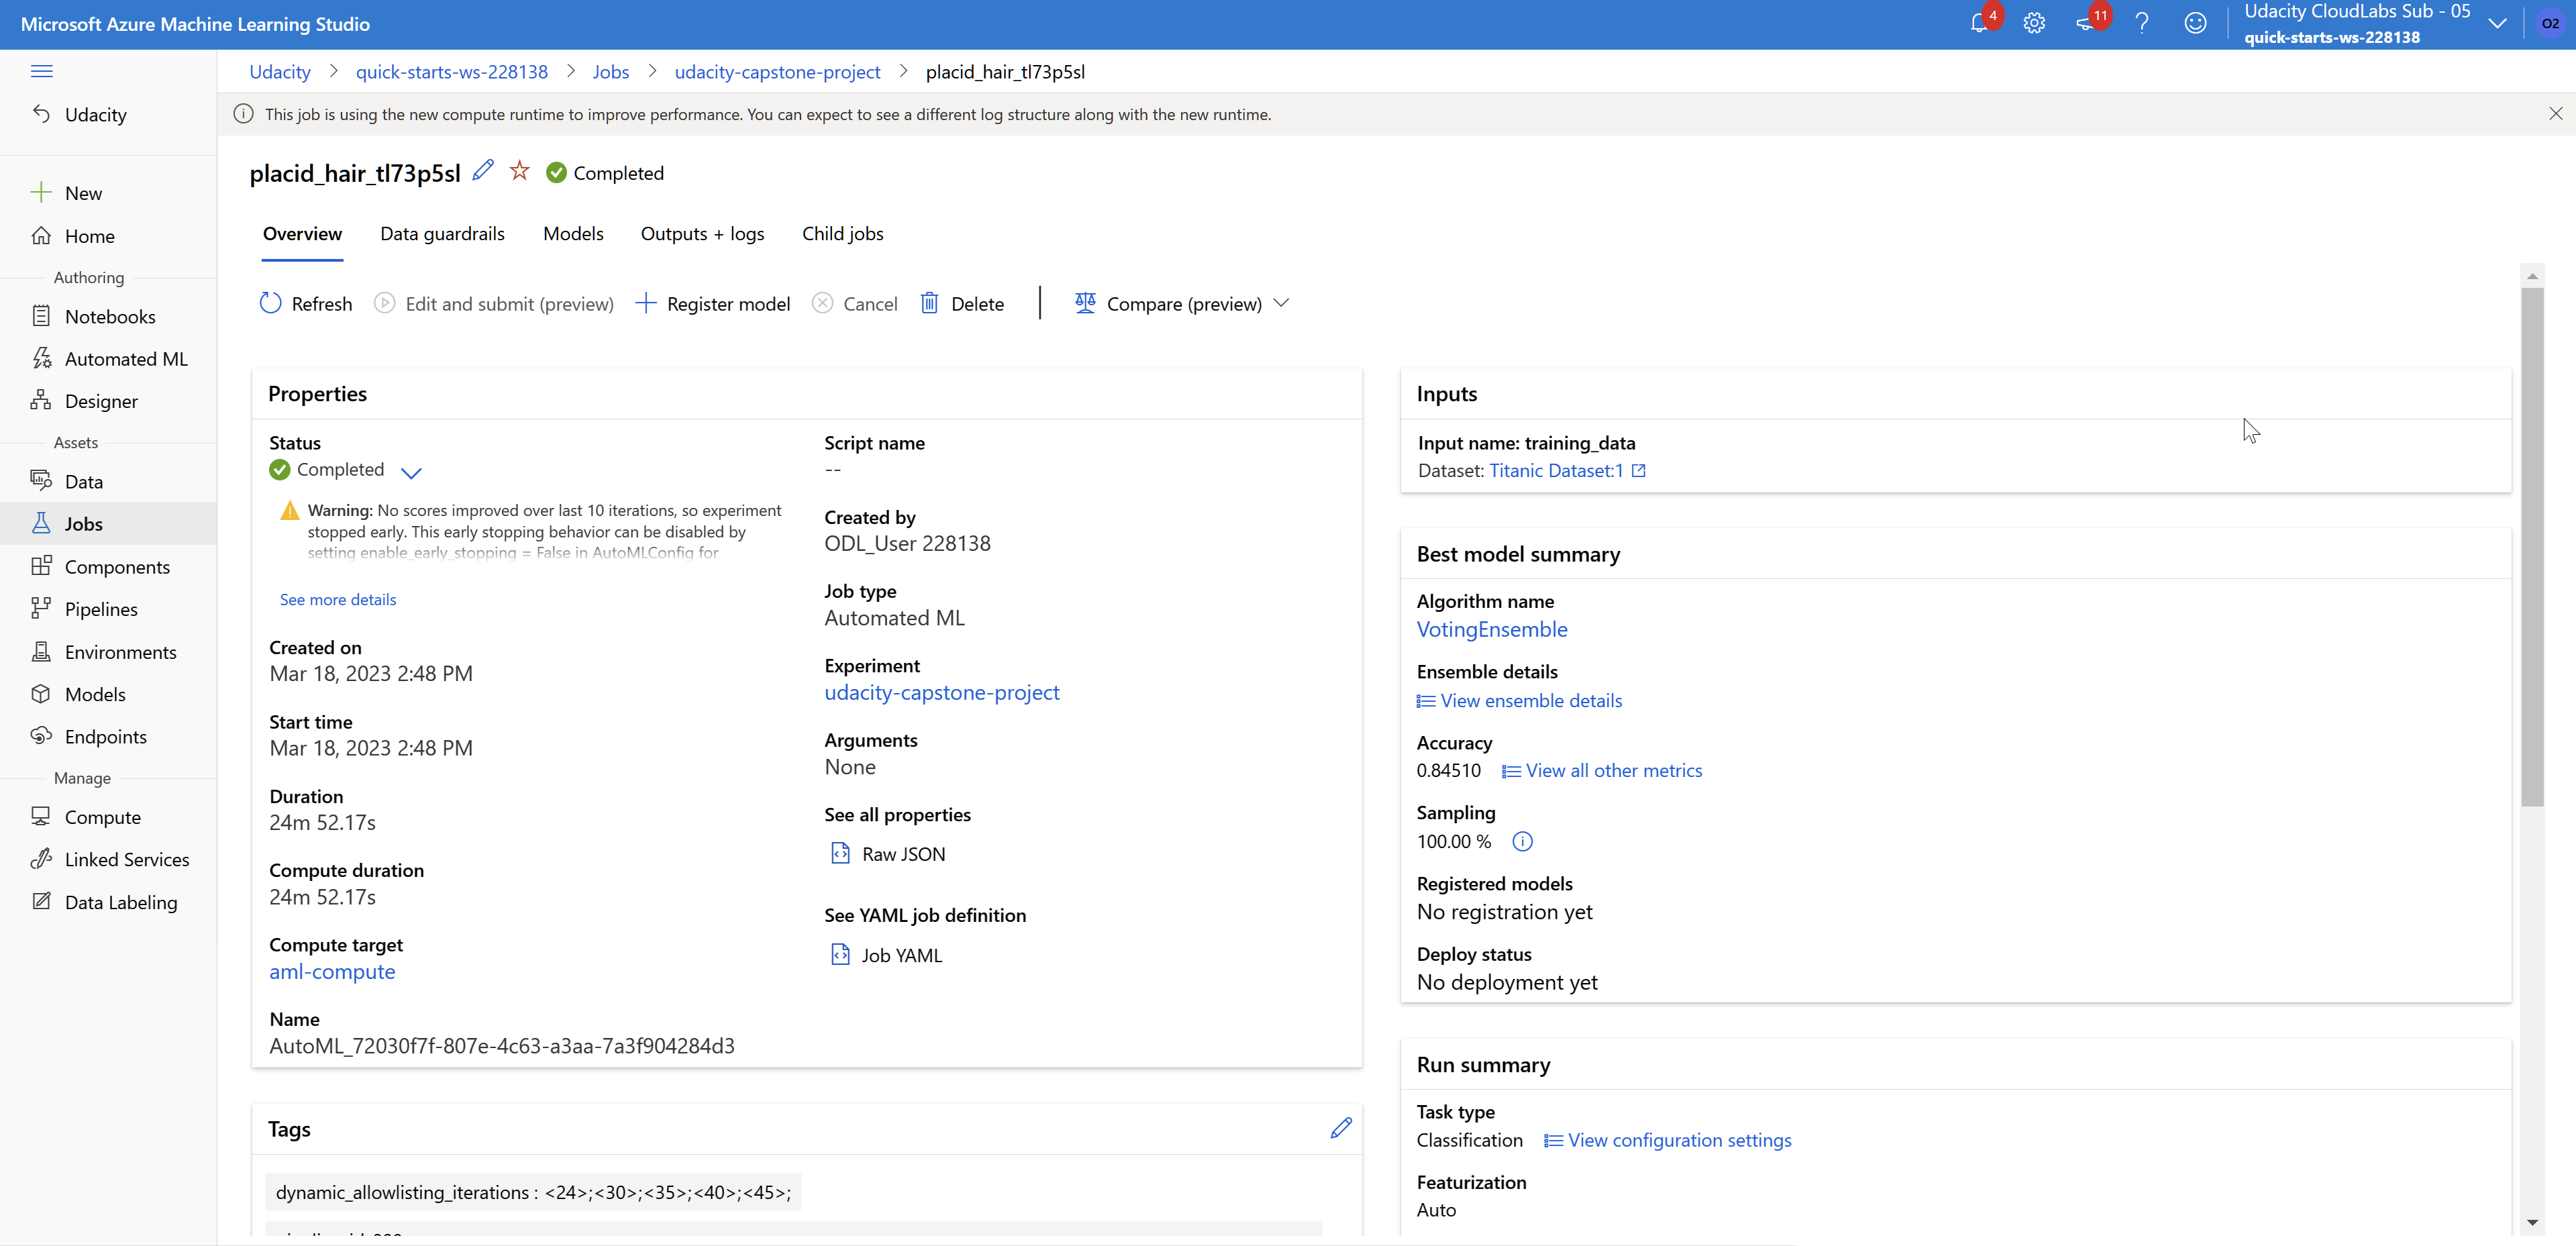 Microsoft Azure Machine Learning Studio
4
11
Udacity CloudLabs Sub - 05
quick-starts-ws-228138
O2
Udacity > quick-starts-ws-228138 > Jobs > udacity-capstone-project > placid_hair_tl73p5sl
This job is using the new compute runtime to improve performance. You can expect to see a different log structure along with the new runtime.
Udacity
New
Home
Authoring
Notebooks
Automated ML
Designer
Assets
Data
Jobs
Components
Pipelines
Environments
Models
Endpoints
Manage
Compute
Linked Services
Data Labeling
placid_hair_tl73p5sl Completed
Overview Data guardrails Models Outputs + logs Child jobs
Refresh Edit and submit (preview) Register model Cancel Delete Compare (preview)
Properties
Status
Completed
Warning: No scores improved over last 10 iterations, so experiment
stopped early. This early stopping behavior can be disabled by
setting enable_early_stopping = False in AutoMLConfig for
See more details
Created on
Mar 18, 2023 2:48 PM
Start time
Mar 18, 2023 2:48 PM
Duration
24m 52.17s
Compute duration
24m 52.17s
Compute target
aml-compute
Name
AutoML_72030f7f-807e-4c63-a3aa-7a3f904284d3
Script name
--
Created by
ODL_User 228138
Job type
Automated ML
Experiment
udacity-capstone-project
Arguments
None
See all properties
Raw JSON
See YAML job definition
Job YAML
Tags
dynamic_allowlisting_iterations : <24>;<30>;<35>;<40>;<45>;
Inputs
Input name: training_data
Dataset: Titanic Dataset:1
Best model summary
Algorithm name
VotingEnsemble
Ensemble details
View ensemble details
Accuracy
0.84510 View all other metrics
Sampling
100.00 %
Registered models
No registration yet
Deploy status
No deployment yet
Run summary
Task type
Classification View configuration settings
Featurization
Auto